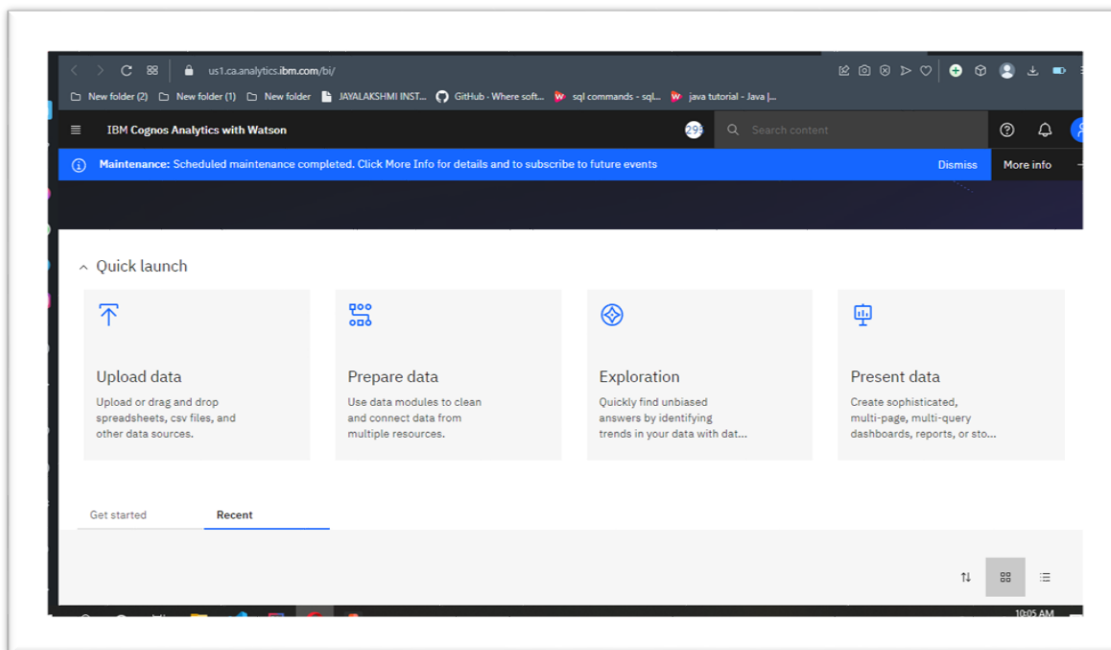 us1.ca.analytics.ibm.com/bi/
New folder (2) New folder (1) New folder JAYALAKSHMI INST... GitHub - Where soft... sql commands - sql... java tutorial - Java |...
IBM Cognos Analytics with Watson Search content
Maintenance: Scheduled maintenance completed. Click More Info for details and to subscribe to future events Dismiss More info
Quick launch
Upload data
Upload or drag and drop
spreadsheets, csv files, and
other data sources.
Prepare data
Use data modules to clean
and connect data from
multiple resources.
Exploration
Quickly find unbiased
answers by identifying
trends in your data with dat...
Present data
Create sophisticated,
multi-page, multi-query
dashboards, reports, or sto...
Get started Recent
10:05 AM